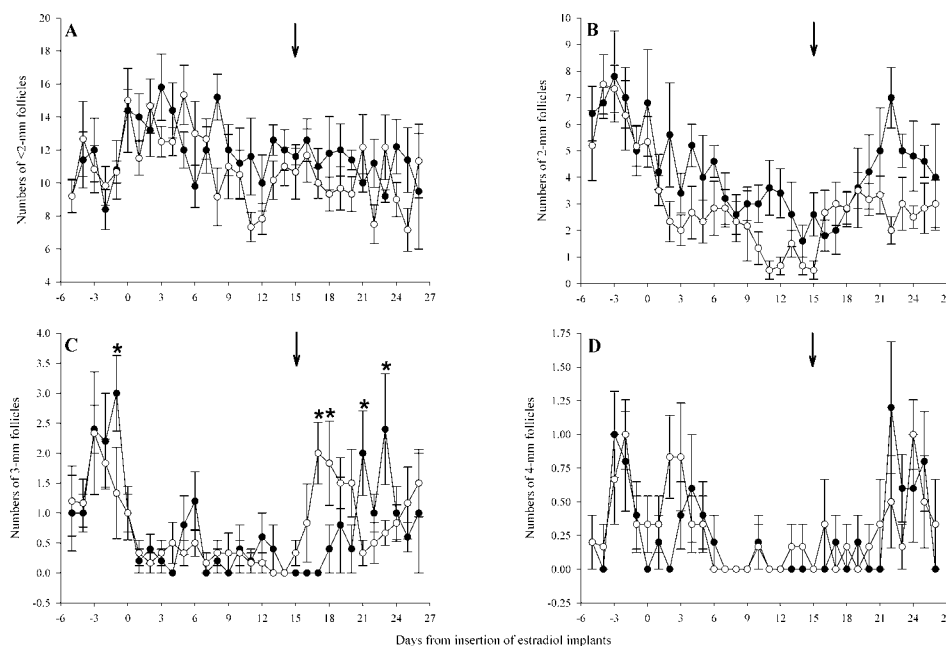 A
Numbers of <2-mm follicles
20
18
16
14
12
10
8
6
4
-6 -3 0 3 6 9 12 15 18 21 24 27
B
Numbers of 2-mm follicles
10
9
8
7
6
5
4
3
2
1
0
-6 -3 0 3 6 9 12 15 18 21 24 2
C
Numbers of 3-mm follicles
4.0
3.5
3.0
2.5
2.0
1.5
1.0
0.5
0.0
-0.5
* ** * *
-6 -3 0 3 6 9 12 15 18 21 24 27
D
Numbers of 4-mm follicles
1.75
1.50
1.25
1.00
0.75
0.50
0.25
0.00
-0.25
-6 -3 0 3 6 9 12 15 18 21 24 2
Days from insertion of estradiol implants